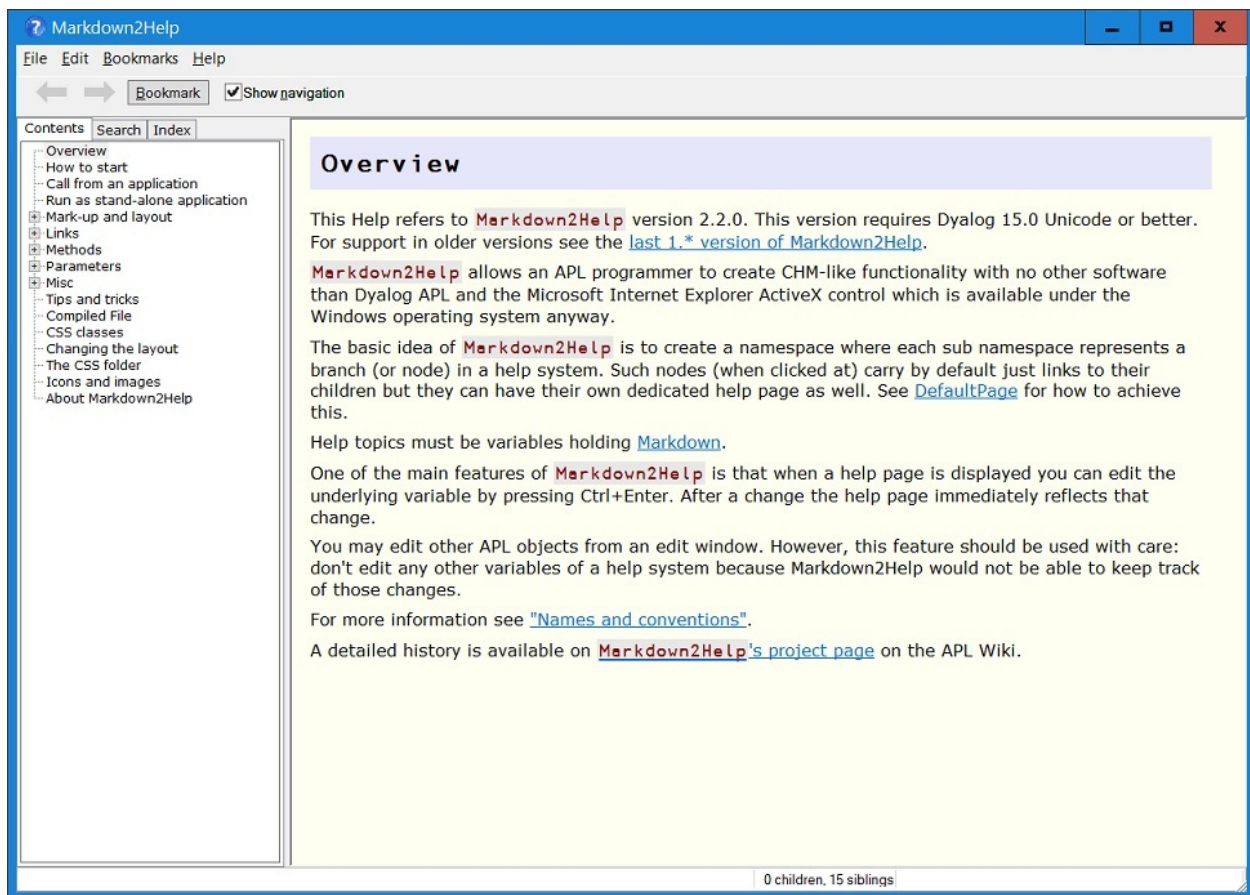 Markdown2Help
File Edit Bookmarks Help
Bookmark Show navigation
Contents Search Index
Overview
How to start
Call from an application
Run as stand-alone application
Mark-up and layout
Links
Methods
Parameters
Misc
Tips and tricks
Compiled File
CSS classes
Changing the layout
The CSS folder
Icons and images
About Markdown2Help
Overview
This Help refers to Markdown2Help version 2.2.0. This version requires Dyalog 15.0 Unicode or better.
For support in older versions see the last 1.* version of Markdown2Help.
Markdown2Help allows an APL programmer to create CHM-like functionality with no other software
than Dyalog APL and the Microsoft Internet Explorer ActiveX control which is available under the
Windows operating system anyway.
The basic idea of Markdown2Help is to create a namespace where each sub namespace represents a
branch (or node) in a help system. Such nodes (when clicked at) carry by default just links to their
children but they can have their own dedicated help page as well. See DefaultPage for how to achieve
this.
Help topics must be variables holding Markdown.
One of the main features of Markdown2Help is that when a help page is displayed you can edit the
underlying variable by pressing Ctrl+Enter. After a change the help page immediately reflects that
change.
You may edit other APL objects from an edit window. However, this feature should be used with care:
don't edit any other variables of a help system because Markdown2Help would not be able to keep track
of those changes.
For more information see "Names and conventions".
A detailed history is available on Markdown2Help's project page on the APL Wiki.
0 children, 15 siblings